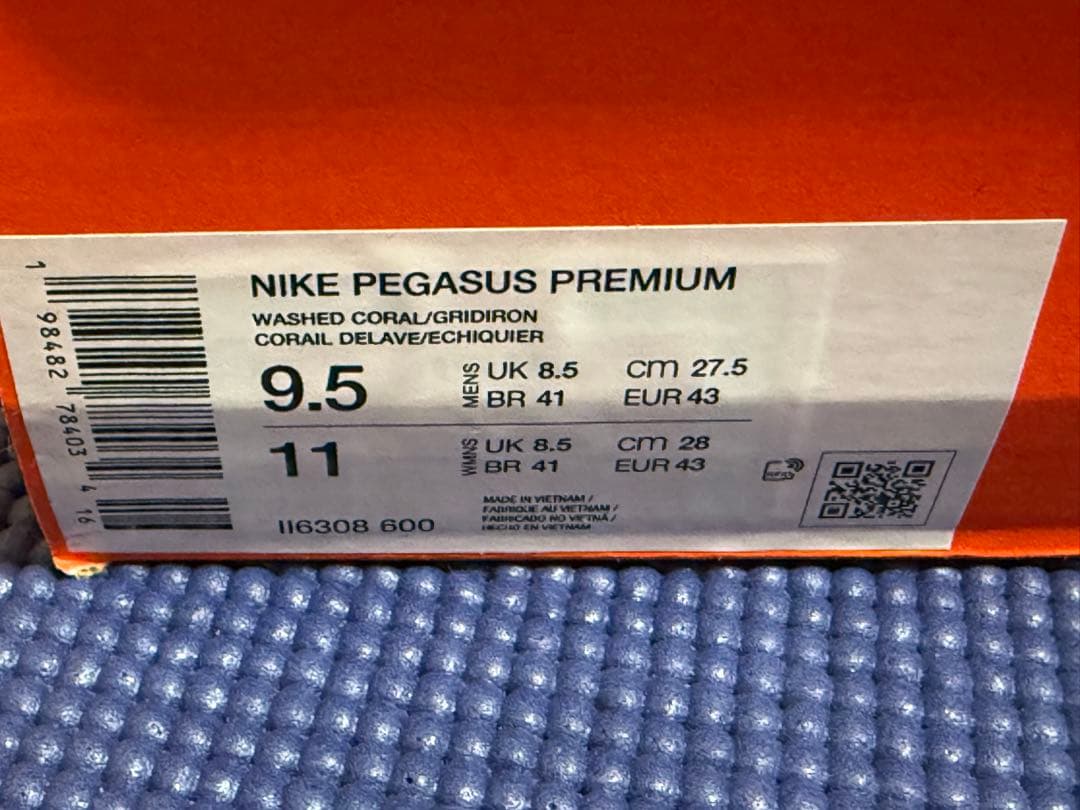 NIKE PEGASUS PREMIUM
WASHED CORAL/GRIDIRON
CORAIL DELAVE/ECHIQUIER
9.5 MENS UK 8.5 cm 27.5
BR 41 EUR 43
11 WMNS UK 8.5 cm 28
BR 41 EUR 43
MADE IN VIETNAM /
FABRIQUE AU VIETNAM /
FABRICADO NO VIETNÃ /
HECHO EN VIETNAM
II6308 600
1 98482 78403 4 16